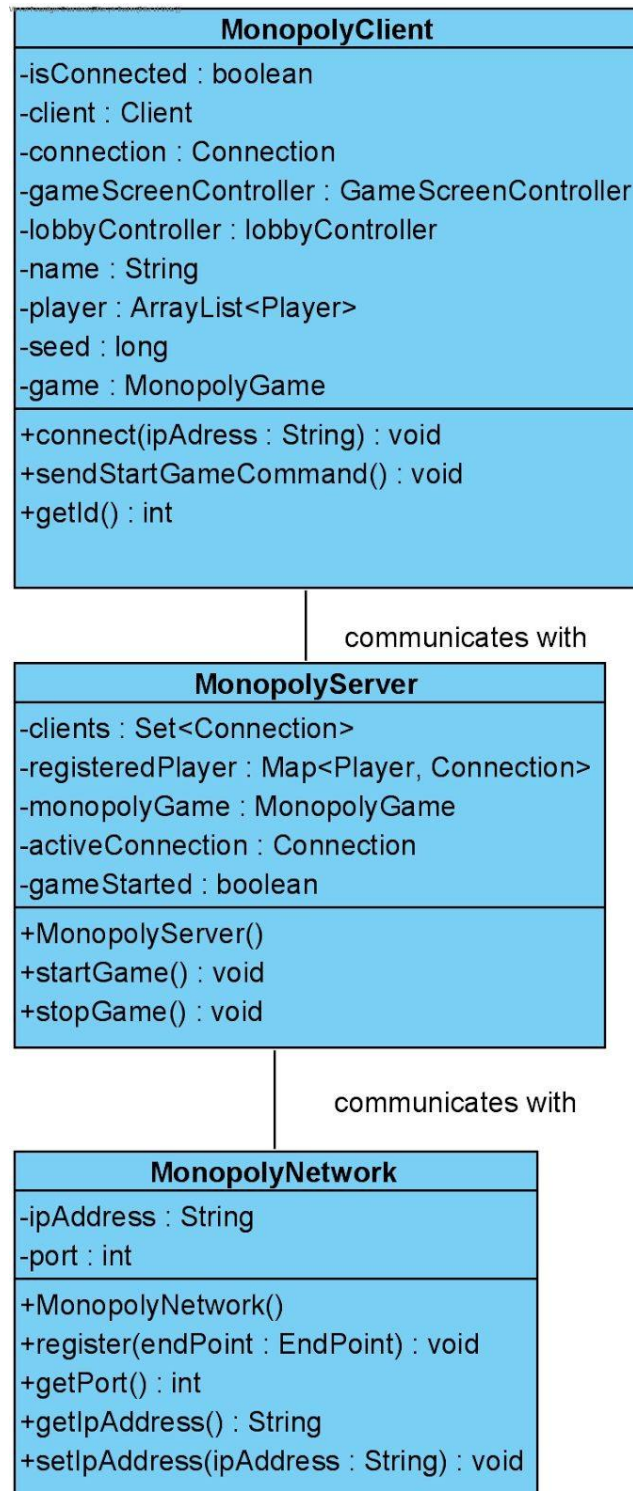 MonopolyClient
-isConnected : boolean
-client : Client
-connection : Connection
-gameScreenController : GameScreenController
-lobbyController : lobbyController
-name : String
-player : ArrayList<Player>
-seed : long
-game : MonopolyGame
+connect(ipAdress : String) : void
+sendStartGameCommand() : void
+getId() : int
communicates with
MonopolyServer
-clients : Set<Connection>
-registeredPlayer : Map<Player, Connection>
-monopolyGame : MonopolyGame
-activeConnection : Connection
-gameStarted : boolean
+MonopolyServer()
+startGame() : void
+stopGame() : void
communicates with
MonopolyNetwork
-ipAddress : String
-port : int
+MonopolyNetwork()
+register(endPoint : EndPoint) : void
+getPort() : int
+getIpAddress() : String
+setIpAddress(ipAddress : String) : void